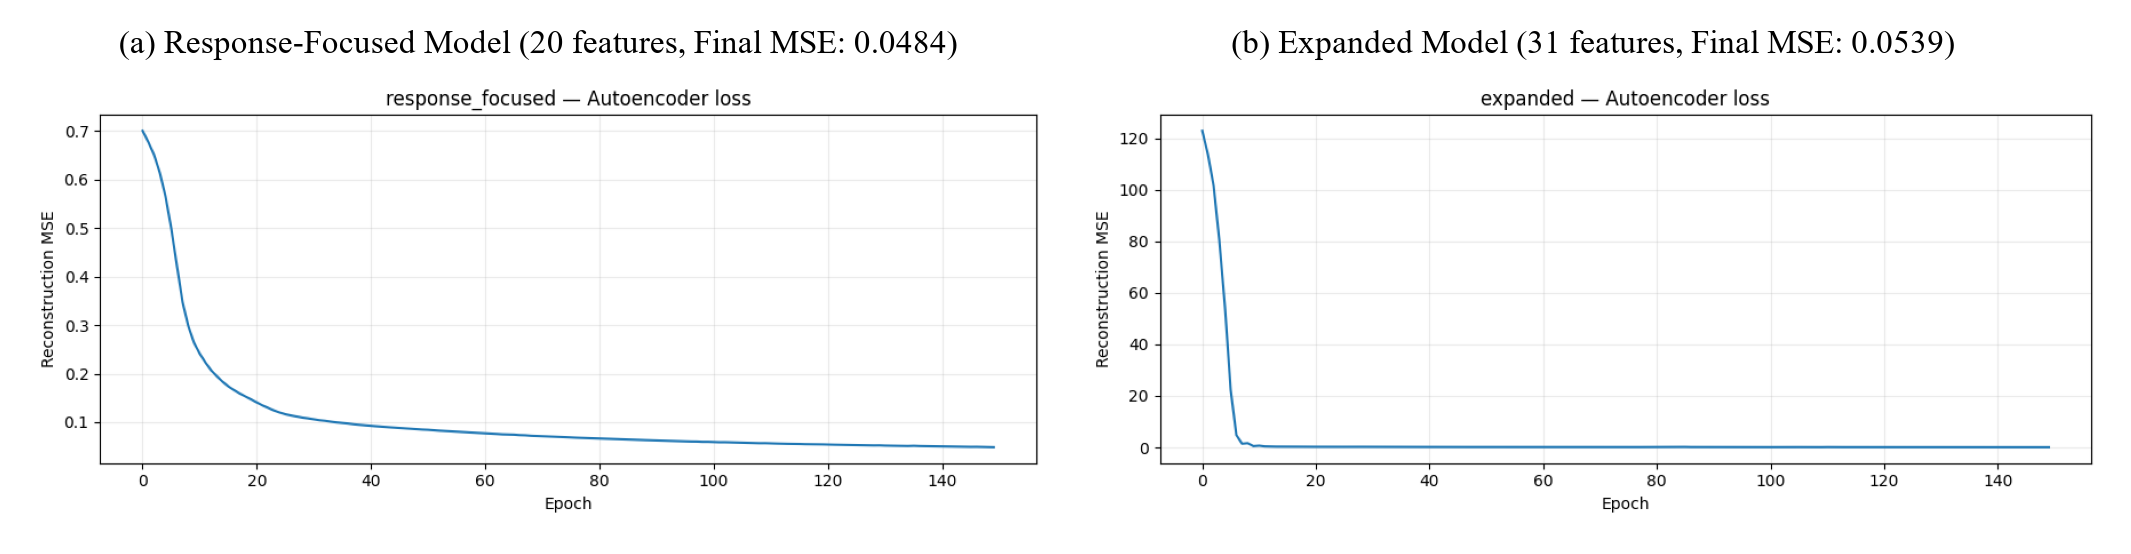 (a) Response-Focused Model (20 features, Final MSE: 0.0484)
response_focused — Autoencoder loss
Reconstruction MSE
0.7
0.6
0.5
0.4
0.3
0.2
0.1
0 20 40 60 80 100 120 140
Epoch
(b) Expanded Model (31 features, Final MSE: 0.0539)
expanded — Autoencoder loss
Reconstruction MSE
120
100
80
60
40
20
0
0 20 40 60 80 100 120 140
Epoch